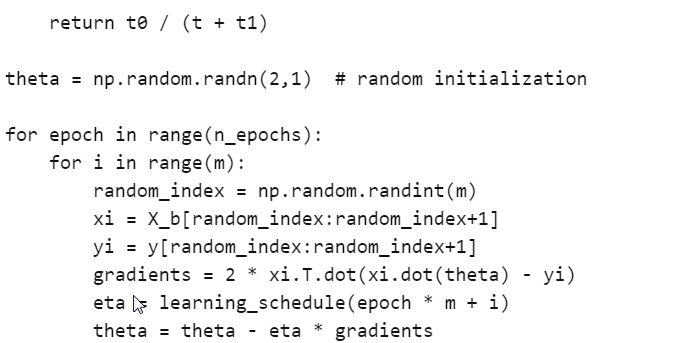 return t0 / (t + t1)
theta = np.random.randn(2,1)  # random initialization
for epoch in range(n_epochs):
    for i in range(m):
        random_index = np.random.randint(m)
        xi = X_b[random_index:random_index+1]
        yi = y[random_index:random_index+1]
        gradients = 2 * xi.T.dot(xi.dot(theta) - yi)
        eta = learning_schedule(epoch * m + i)
        theta = theta - eta * gradients